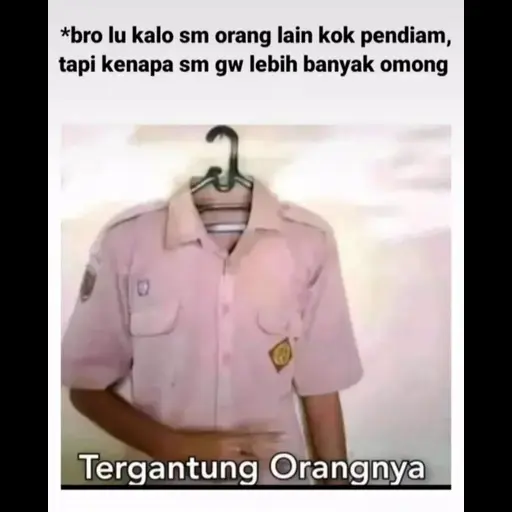 *bro lu kalo sm orang lain kok pendiam,
tapi kenapa sm gw lebih banyak omong
Tergantung Orangnya